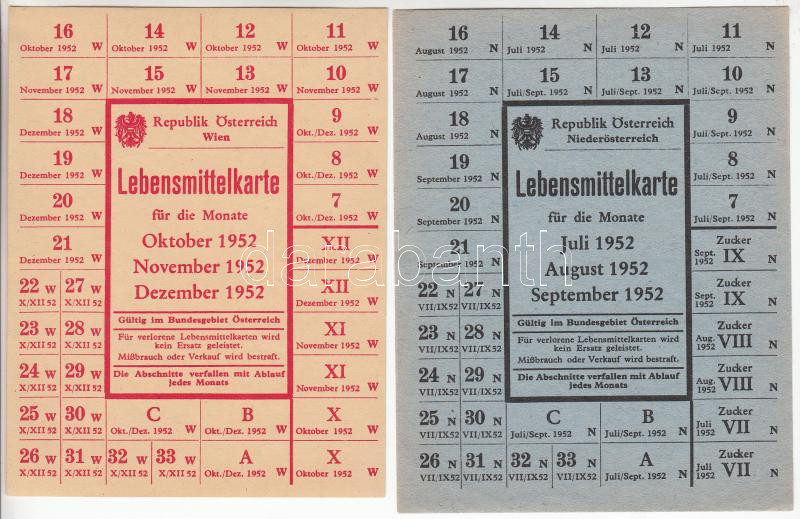 16
Oktober 1952 W
14
Oktober 1952 W
12
Oktober 1952 W
11
Oktober 1952 W
17
November 1952 W
15
November 1952 W
13
November 1952 W
10
November 1952 W
18
Dezember 1952 W
19
Dezember 1952 W
20
Dezember 1952 W
21
Dezember 1952 W
Republik Österreich
Wien
Lebensmittelkarte
für die Monate
Oktober 1952
November 1952
Dezember 1952
Gültig im Bundesgebiet Österreich
Für verlorene Lebensmittelkarten wird
kein Ersatz geleistet.
Mißbrauch oder Verkauf wird bestraft.
Die Abschnitte verfallen mit Ablauf
jedes Monats
9
Okt./Dez. 1952 W
8
Okt./Dez. 1952 W
7
Okt./Dez. 1952 W
XII
Dezember 1952 W
XII
Dezember 1952 W
XI
November 1952 W
XI
November 1952 W
22 W
X/XII 52
27 W
X/XII 52
23 W
X/XII 52
28 W
X/XII 52
24 W
X/XII 52
29 W
X/XII 52
25 W
X/XII 52
30 W
X/XII 52
C
Okt./Dez. 1952 W
B
Okt./Dez. 1952 W
X
Oktober 1952 W
26 W
X/XII 52
31 W
X/XII 52
32 W
X/XII 52
33 W
X/XII 52
A
Okt./Dez. 1952 W
X
Oktober 1952 W
16
August 1952 N
14
Juli 1952 N
12
Juli 1952 N
11
Juli 1952 N
17
August 1952 N
15
Juli/Sept. 1952 N
13
Juli/Sept. 1952 N
10
Juli/Sept. 1952 N
18
August 1952 N
19
September 1952 N
20
September 1952 N
21
September 1952 N
Republik Österreich
Niederösterreich
Lebensmittelkarte
für die Monate
Juli 1952
August 1952
September 1952
Gültig im Bundesgebiet Österreich
Für verlorene Lebensmittelkarten wird
kein Ersatz geleistet.
Mißbrauch oder Verkauf wird bestraft.
Die Abschnitte verfallen mit Ablauf
jedes Monats
9
Juli/Sept. 1952 N
8
Juli/Sept. 1952 N
7
Juli/Sept. 1952 N
Zucker
Sept. 1952 IX N
Zucker
Sept. 1952 IX N
Zucker
Aug. 1952 VIII N
Zucker
Aug. 1952 VIII N
22 N
VII/IX52
27 N
VII/IX52
23 N
VII/IX52
28 N
VII/IX52
24 N
VII/IX52
29 N
VII/IX52
25 N
VII/IX52
30 N
VII/IX52
C
Juli/Sept. 1952 N
B
Juli/Sept. 1952 N
Zucker
Juli 1952 VII N
26 N
VII/IX52
31 N
VII/IX52
32 N
VII/IX52
33 N
VII/IX52
A
Juli/Sept. 1952 N
Zucker
Juli 1952 VII N
darabanth